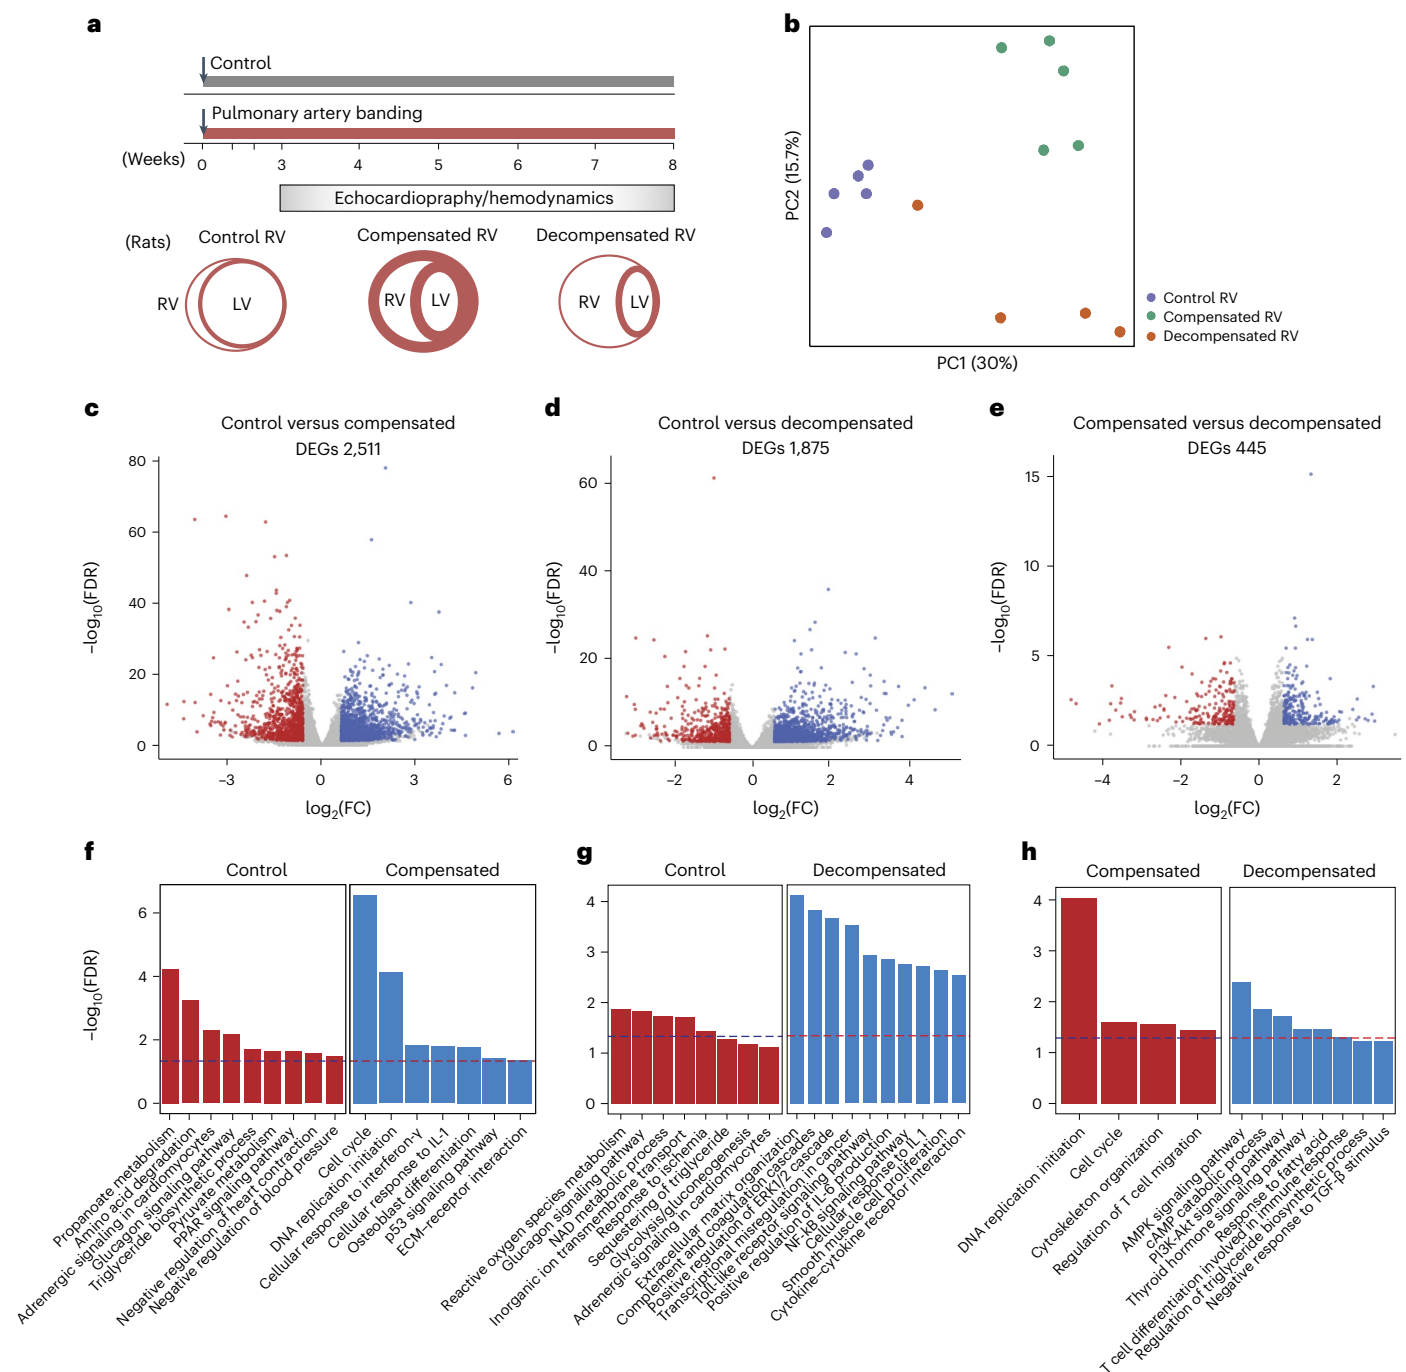 a
Control
Pulmonary artery banding
(Weeks)
0 3 4 5 6 7 8
Echocardiopraphy/hemodynamics
(Rats)
Control RV
Compensated RV
Decompensated RV
RV LV
RV LV
RV LV
b
PC2 (15.7%)
PC1 (30%)
Control RV
Compensated RV
Decompensated RV
c
Control versus compensated
DEGs 2,511
80
60
40
20
0
–log10(FDR)
–3 0 3 6
log2(FC)
d
Control versus decompensated
DEGs 1,875
60
40
20
0
–log10(FDR)
–2 0 2 4
log2(FC)
e
Compensated versus decompensated
DEGs 445
15
10
5
0
–log10(FDR)
–4 –2 0 2
log2(FC)
f
Control
Compensated
6
4
2
0
–log10(FDR)
Propanoate metabolism
Amino acid degradation
Adrenergic signaling in cardiomyocytes
Glucagon signaling pathway
Triglyceride biosynthetic process
Pyruvate metabolism
PPAR signaling pathway
Negative regulation of heart contraction
Negative regulation of blood pressure
Cell cycle
DNA replication initiation
Cellular response to interferon-γ
Cellular response to IL-1
Osteoblast differentiation
p53 signaling pathway
ECM–receptor interaction
g
Control
Decompensated
4
3
2
1
0
Reactive oxygen species metabolism
Glucagon signaling pathway
NAD metabolic process
Inorganic ion transmembrane transport
Response to ischemia
Sequestering of triglyceride
Glycolysis/gluconeogenesis
Adrenergic signaling in cardiomyocytes
Extracellular matrix organization
Complement and coagulation cascades
Positive regulation of ERK1/2 cascade
Transcriptional misregulation in cancer
Toll-like receptor signaling pathway
Positive regulation of IL-6 production
NF-kB signaling pathway
Cellular response to IL-1
Smooth muscle cell proliferation
Cytokine–cytokine receptor interaction
h
Compensated
Decompensated
4
3
2
1
0
DNA replication initiation
Cell cycle
Cytoskeleton organization
Regulation of T cell migration
AMPK signaling pathway
cAMP catabolic process
PI3K-Akt signaling pathway
Thyroid hormone signaling pathway
Response to fatty acid
T cell differentiation involved in immune response
Regulation of triglyceride biosynthetic process
Negative response to TGF-β stimulus